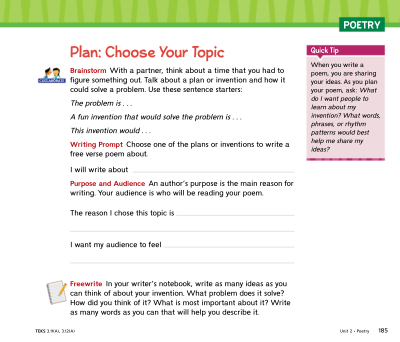 POETRY
Plan: Choose Your Topic
Brainstorm With a partner, think about a time that you had to
figure something out. Talk about a plan or invention and how it
could solve a problem. Use these sentence starters:
The problem is . . .
A fun invention that would solve the problem is . . .
This invention would . . .
Writing Prompt Choose one of the plans or inventions to write a
free verse poem about.
I will write about
Purpose and Audience An author's purpose is the main reason for
writing. Your audience is who will be reading your poem.
The reason I chose this topic is
I want my audience to feel
Freewrite In your writer's notebook, write as many ideas as you
can think of about your invention. What problem does it solve?
How did you think of it? What is most important about it? Write
as many words as you can that will help you describe it.
Quick Tip
When you write a
poem, you are sharing
your ideas. As you plan
your poem, ask: What
do I want people to
learn about my
invention? What words,
phrases, or rhythm
patterns would best
help me share my
ideas?
Unit 2 • Poetry 185